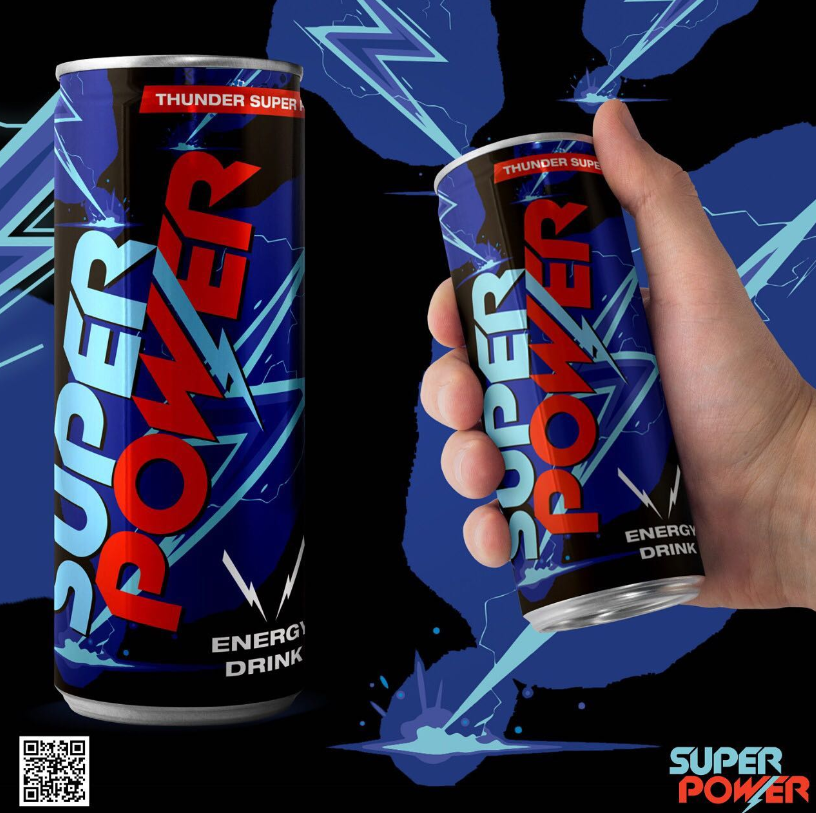 THUNDER SUPER
SUPER
POWER
ENERGY
DRINK
THUNDER SUPE
SUPER
POWER
ENERGY
DRINK
SUPER
POWER